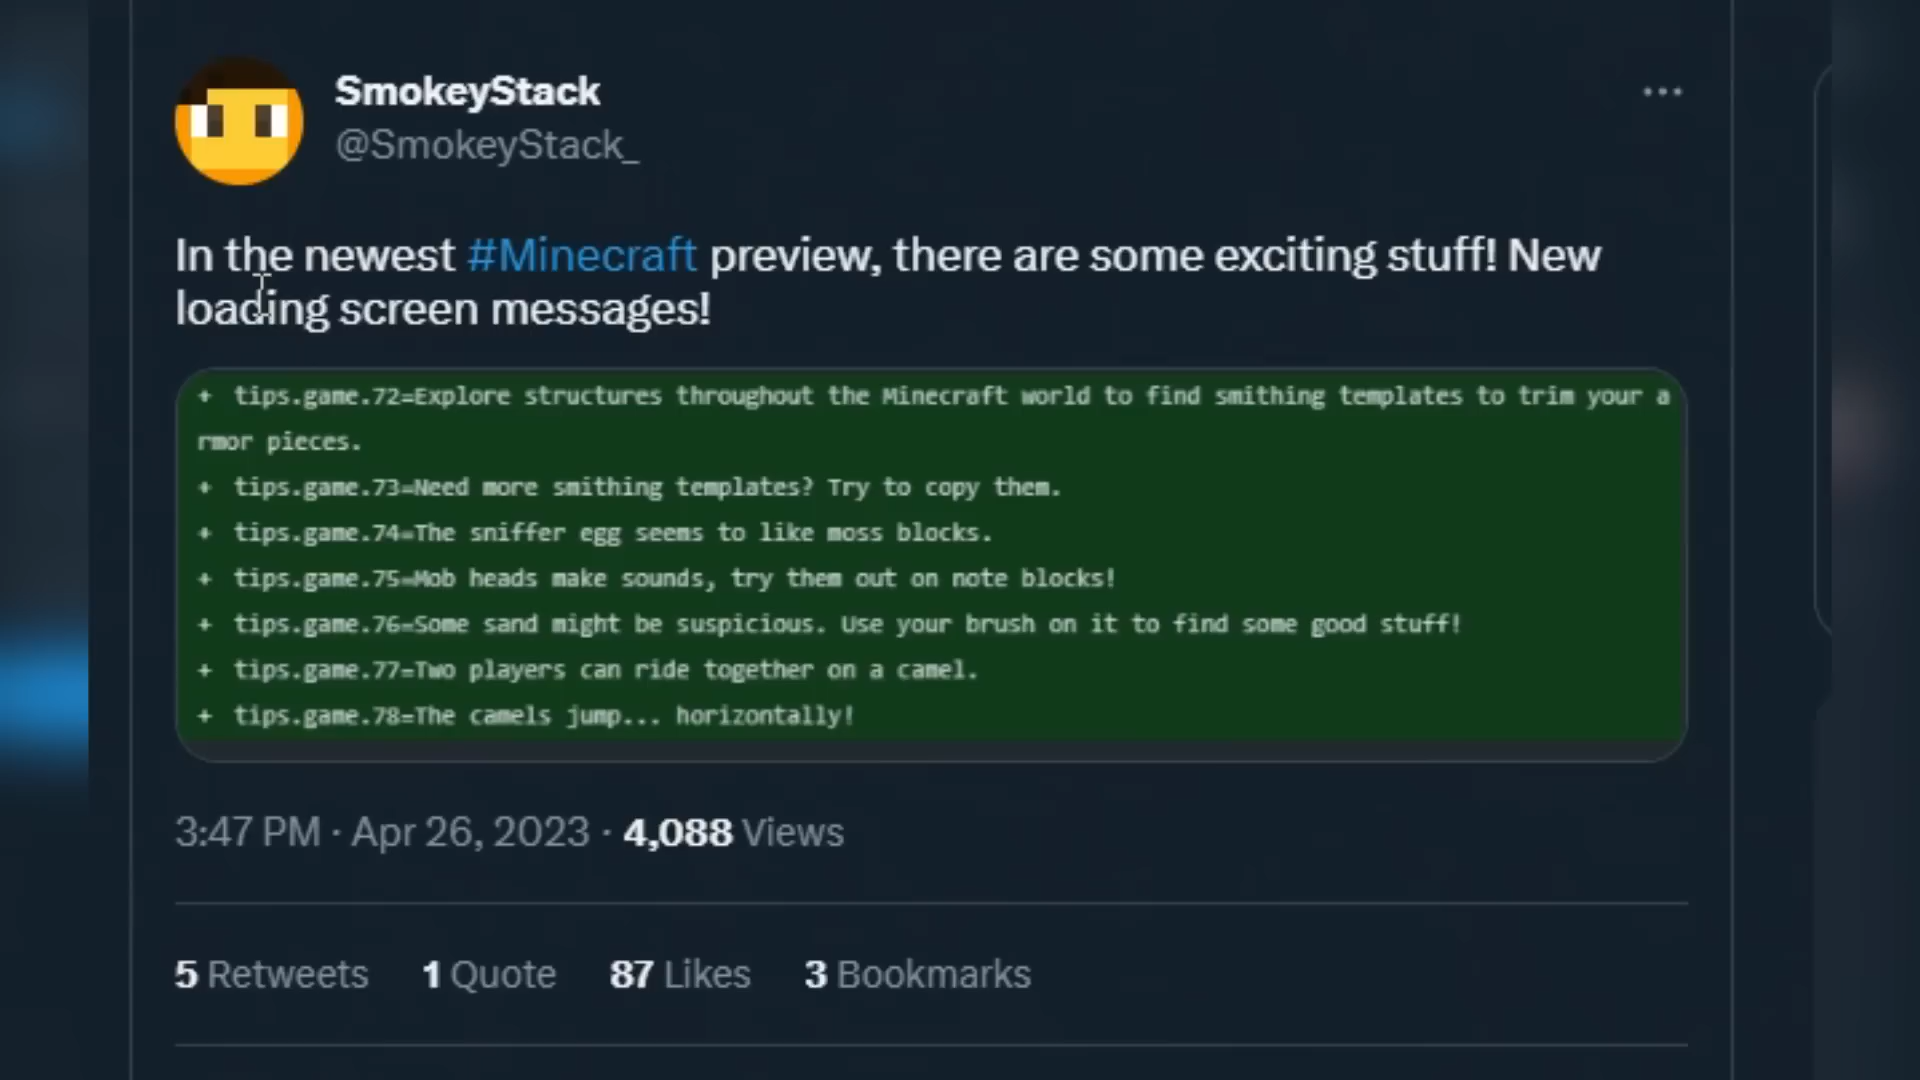 SmokeyStack
@SmokeyStack_
In the newest #Minecraft preview, there are some exciting stuff! New
loading screen messages!
+ tips.game.72=Explore structures throughout the Minecraft world to find smithing templates to trim your a
rmor pieces.
+ tips.game.73=Need more smithing templates? Try to copy them.
+ tips.game.74=The sniffer egg seems to like moss blocks.
+ tips.game.75=Mob heads make sounds, try them out on note blocks!
+ tips.game.76=Some sand might be suspicious. Use your brush on it to find some good stuff!
+ tips.game.77=Two players can ride together on a camel.
+ tips.game.78=The camels jump... horizontally!
3:47 PM · Apr 26, 2023 · 4,088 Views
5 Retweets 1 Quote 87 Likes 3 Bookmarks